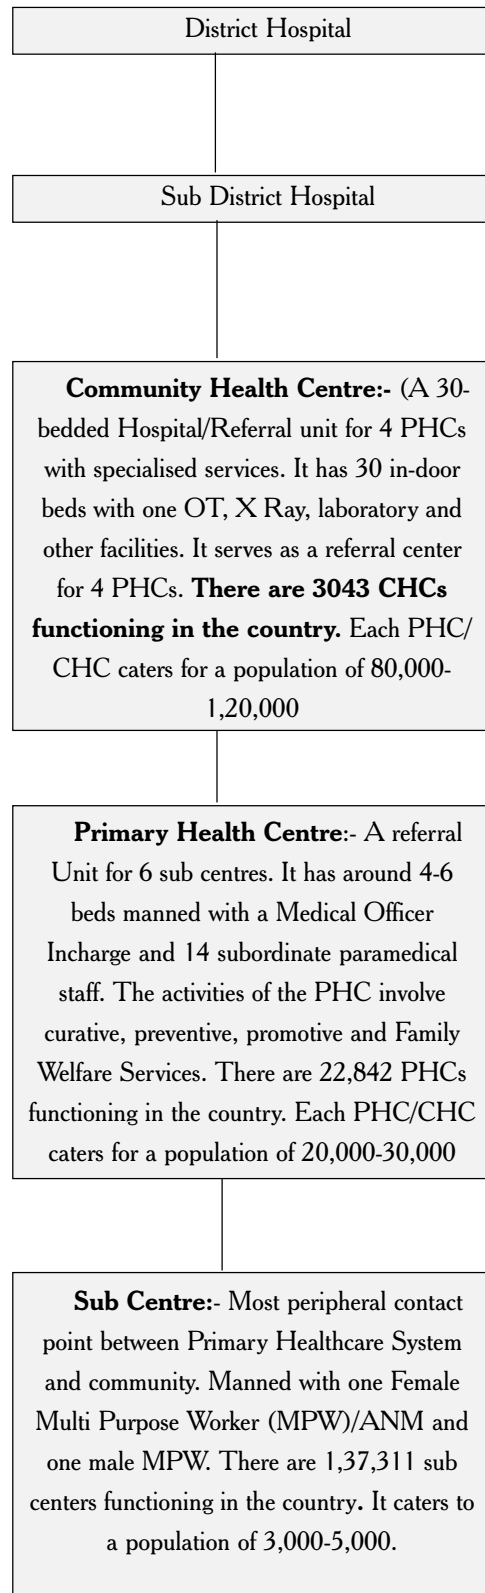 District Hospital
Sub District Hospital
Community Health Centre:- (A 30-
bedded Hospital/Referral unit for 4 PHCs
with specialised services. It has 30 in-door
beds with one OT, X Ray, laboratory and
other facilities. It serves as a referral center
for 4 PHCs. There are 3043 CHCs
functioning in the country. Each PHC/
CHC caters for a population of 80,000-
1,20,000
Primary Health Centre:- A referral
Unit for 6 sub centres. It has around 4-6
beds manned with a Medical Officer
Incharge and 14 subordinate paramedical
staff. The activities of the PHC involve
curative, preventive, promotive and Family
Welfare Services. There are 22,842 PHCs
functioning in the country. Each PHC/CHC
caters for a population of 20,000-30,000
Sub Centre:- Most peripheral contact
point between Primary Healthcare System
and community. Manned with one Female
Multi Purpose Worker (MPW)/ANM and
one male MPW. There are 1,37,311 sub
centers functioning in the country. It caters to
a population of 3,000-5,000.